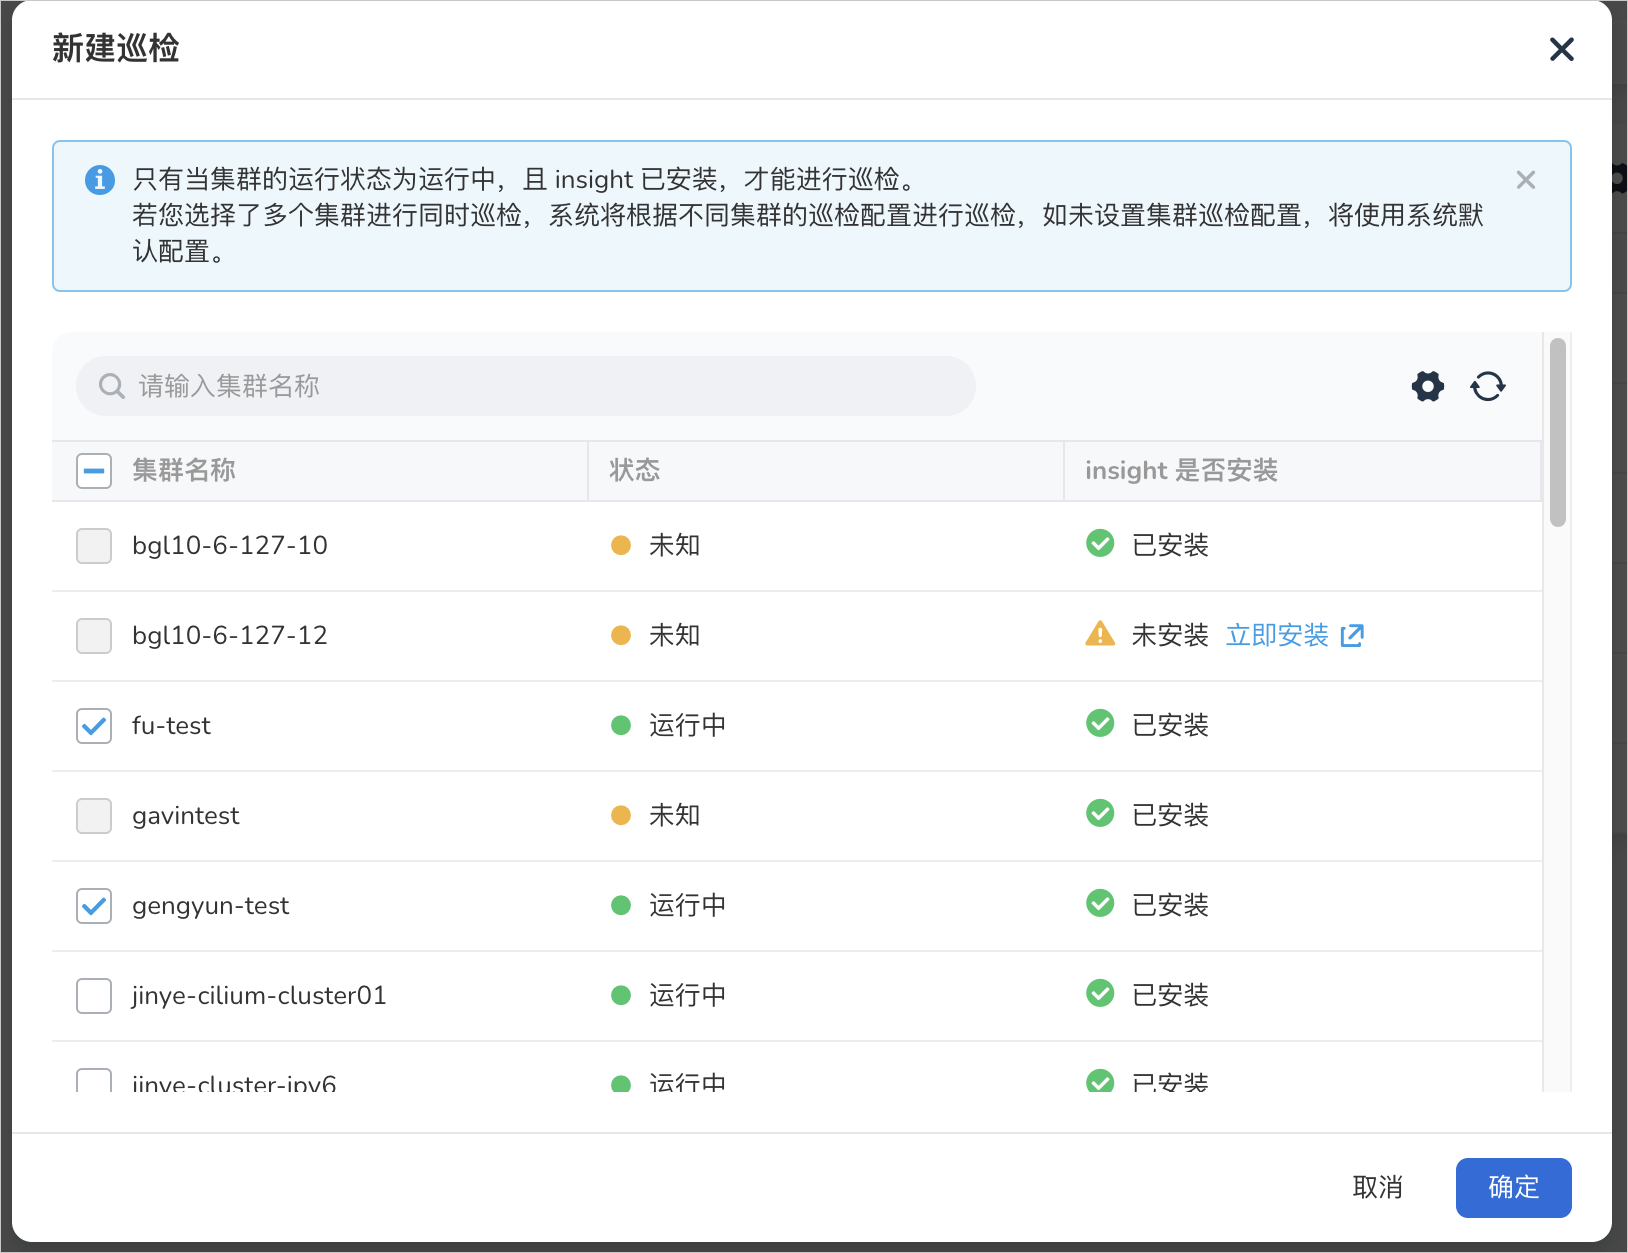 新建巡检
只有当集群的运行状态为运行中，且 insight 已安装，才能进行巡检。
若您选择了多个集群进行同时巡检，系统将根据不同集群的巡检配置进行巡检，如未设置集群巡检配置，将使用系统默
认配置。
请输入集群名称
集群名称 状态 insight 是否安装
bgl10-6-127-10 未知 已安装
bgl10-6-127-12 未知 未安装 立即安装
fu-test 运行中 已安装
gavintest 未知 已安装
gengyun-test 运行中 已安装
jinye-cilium-cluster01 运行中 已安装
jinye-cluster-ipv6 运行中 已安装
取消 确定